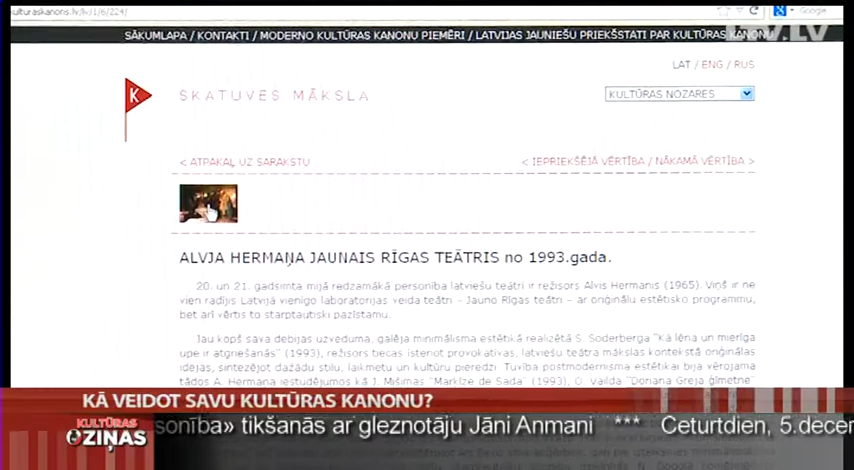 kulturaskanons.lv/lv/1/6/224/
Google
SĀKUMLAPA / KONTAKTI / MODERNO KULTŪRAS KANONU PIEMĒRI / LATVIJAS JAUNIEŠU PRIEKŠSTATI PAR KULTŪRAS KANONU
LAT / ENG / RUS
K
SKATUVES MĀKSLA
KULTŪRAS NOZARES
< ATPAKAĻ UZ SARAKSTU
< IEPRIEKŠĒJĀ VĒRTĪBA / NĀKAMĀ VĒRTĪBA >
ALVJA HERMAŅA JAUNAIS RĪGAS TEĀTRIS no 1993.gada.
20. un 21. gadsimta mijā redzamākā personība latviešu teātrī ir režisors Alvis Hermanis (1965). Viņš ir ne
vien radījis Latvijā vienīgo laboratorijas veida teātri – Jauno Rīgas teātri – ar oriģinālu estētisko programmu,
bet arī vērtis to starptautiski pazīstamu.
Jau kopš sava debijas uzveduma, galēja minimālisma estētikā realizētā S. Soderberga "Kā lēna un mierīga
upe ir atgriešanās" (1993), režisors tiecas īstenot provokatīvas, latviešu teātra mākslas kontekstā oriģinālas
idejas, sintezējot dažādu stilu, laikmetu un kultūru pieredzi. Tuvība postmodernisma estētikai bija vērojama
tādos A. Hermaņa iestudējumos kā J. Mišimas "Marķīze de Sada" (1993), O. Vailda "Doriana Greja ģīmetne"
KĀ VEIDOT SAVU KULTŪRAS KANONU?
KULTŪRAS
ZIŅAS
sonība» tikšanās ar gleznotāju Jāni Anmani *** Ceturtdien, 5.decem